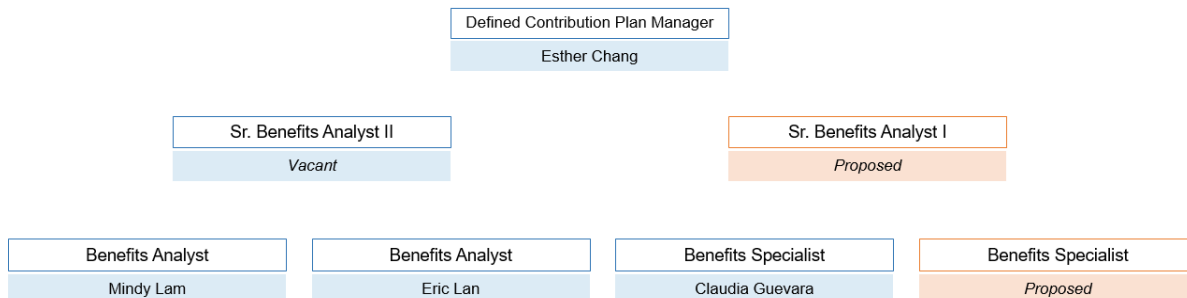 Defined Contribution Plan Manager
Esther Chang
Sr. Benefits Analyst II
Vacant
Sr. Benefits Analyst I
Proposed
Benefits Analyst
Mindy Lam
Benefits Analyst
Eric Lan
Benefits Specialist
Claudia Guevara
Benefits Specialist
Proposed